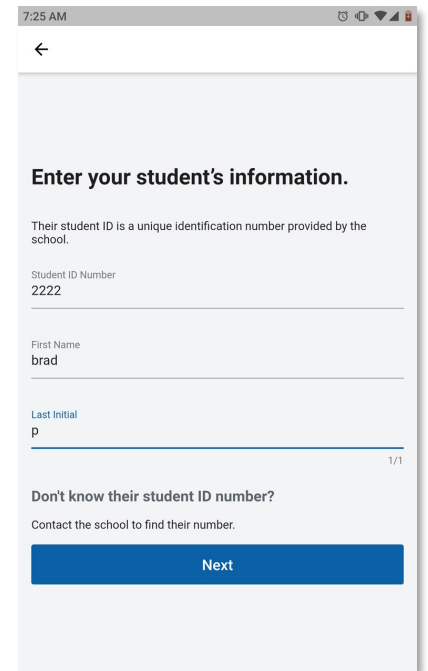 7:25 AM
Enter your student's information.
Their student ID is a unique identification number provided by the
school.
Student ID Number
2222
First Name
brad
Last Initial
p
1/1
Don't know their student ID number?
Contact the school to find their number.
Next